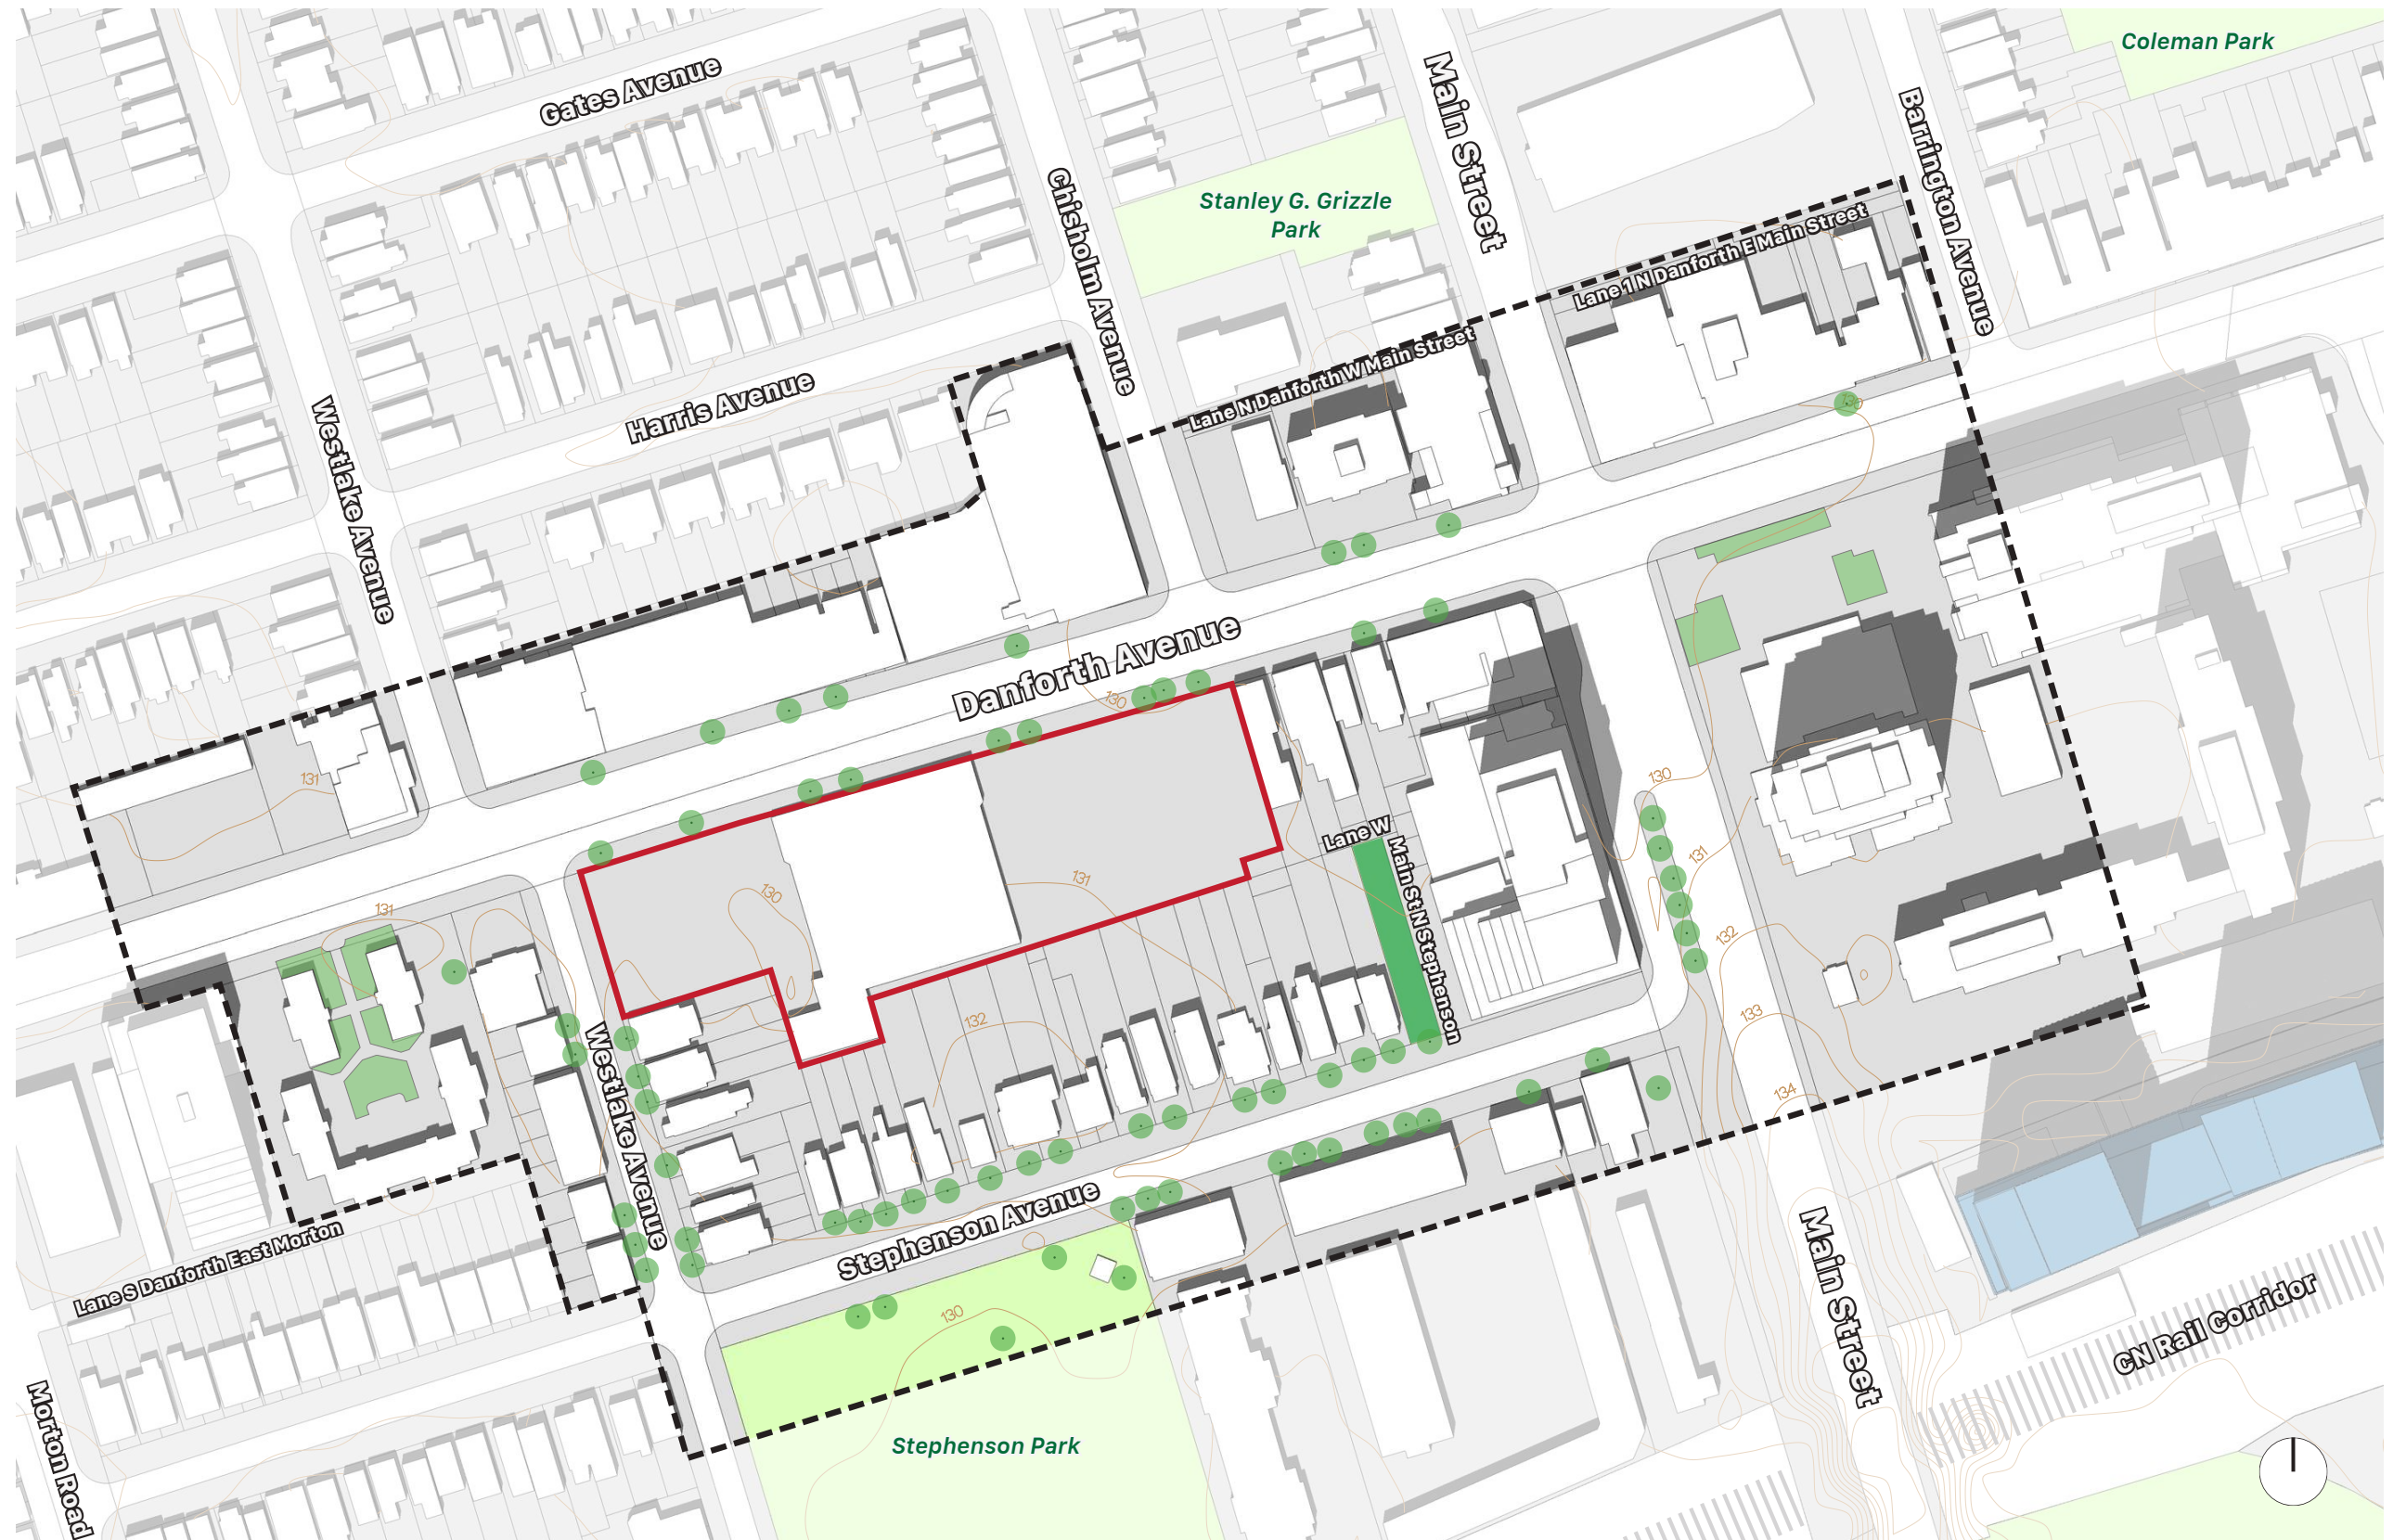 Coleman Park
Gates Avenue
Main Street
Barrington Avenue
Chisholm Avenue
Stanley G. Grizzle
Park
Lane 1 N Danforth E Main Street
Lane N Danforth W Main Street
Harris Avenue
Westlake Avenue
130
Danforth Avenue
130
131
130
Lane W
Main St N Stephenson
131
131
130
131
132
132
133
134
Westlake Avenue
Stephenson Avenue
Lane S Danforth East Morton
130
Main Street
CN Rail Corridor
Morton Road
Stephenson Park